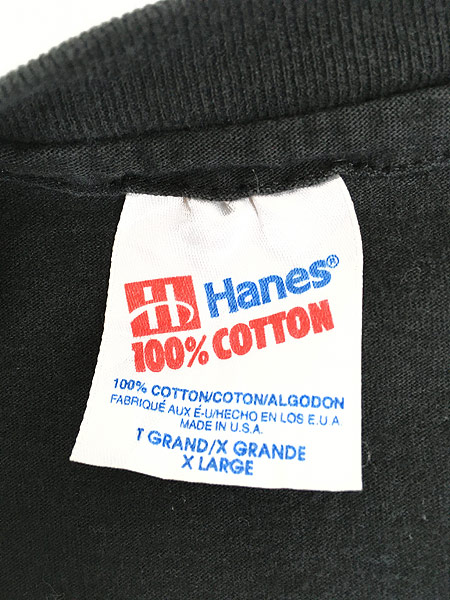 H Hanes®
100% COTTON
100% COTTON/COTON/ALGODON
FABRIQUÉ AUX É-U/HECHO EN LOS E.U.A
MADE IN U.S.A.
T GRAND/X GRANDE
X LARGE